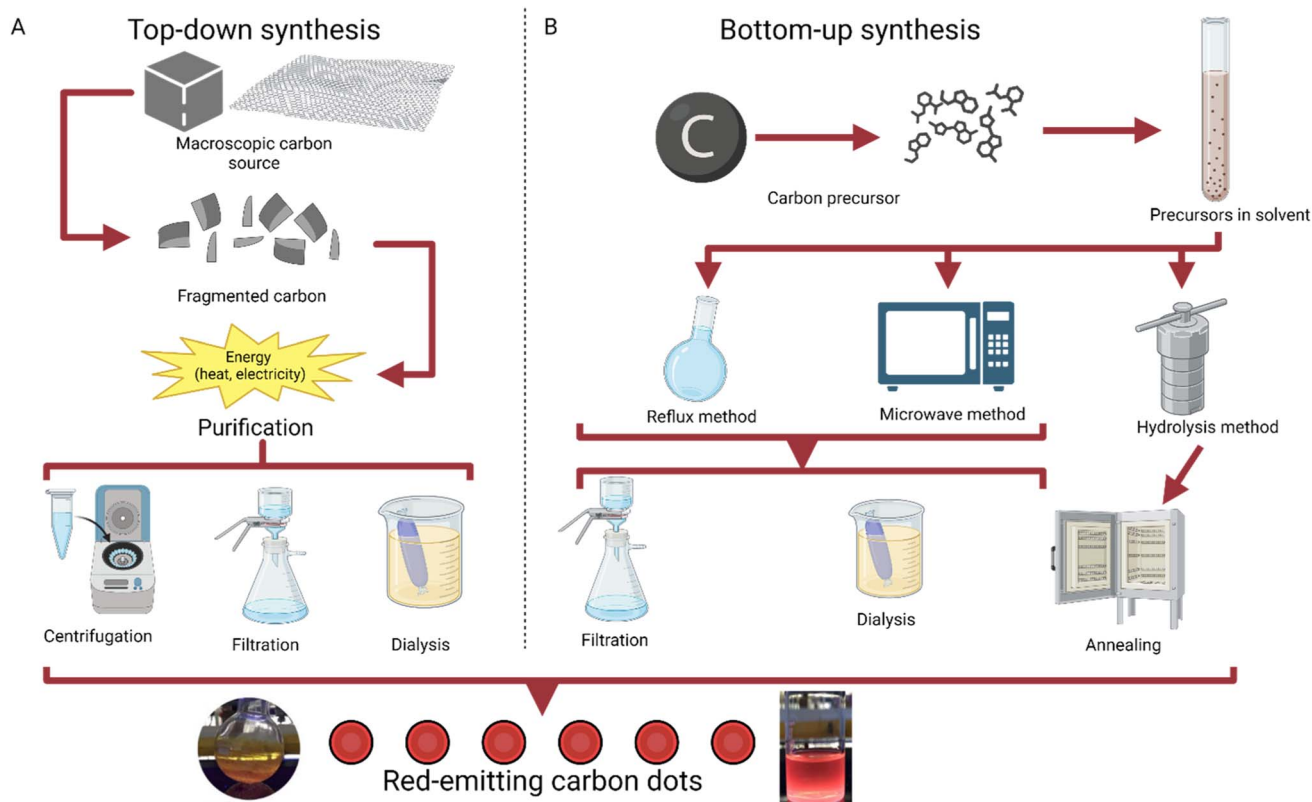 A
Top-down synthesis
Macroscopic carbon
source
Fragmented carbon
Energy
(heat, electricity)
Purification
Centrifugation
Filtration
Dialysis
B
Bottom-up synthesis
C
Carbon precursor
Precursors in solvent
Reflux method
Microwave method
Hydrolysis method
Filtration
Dialysis
Annealing
Red-emitting carbon dots